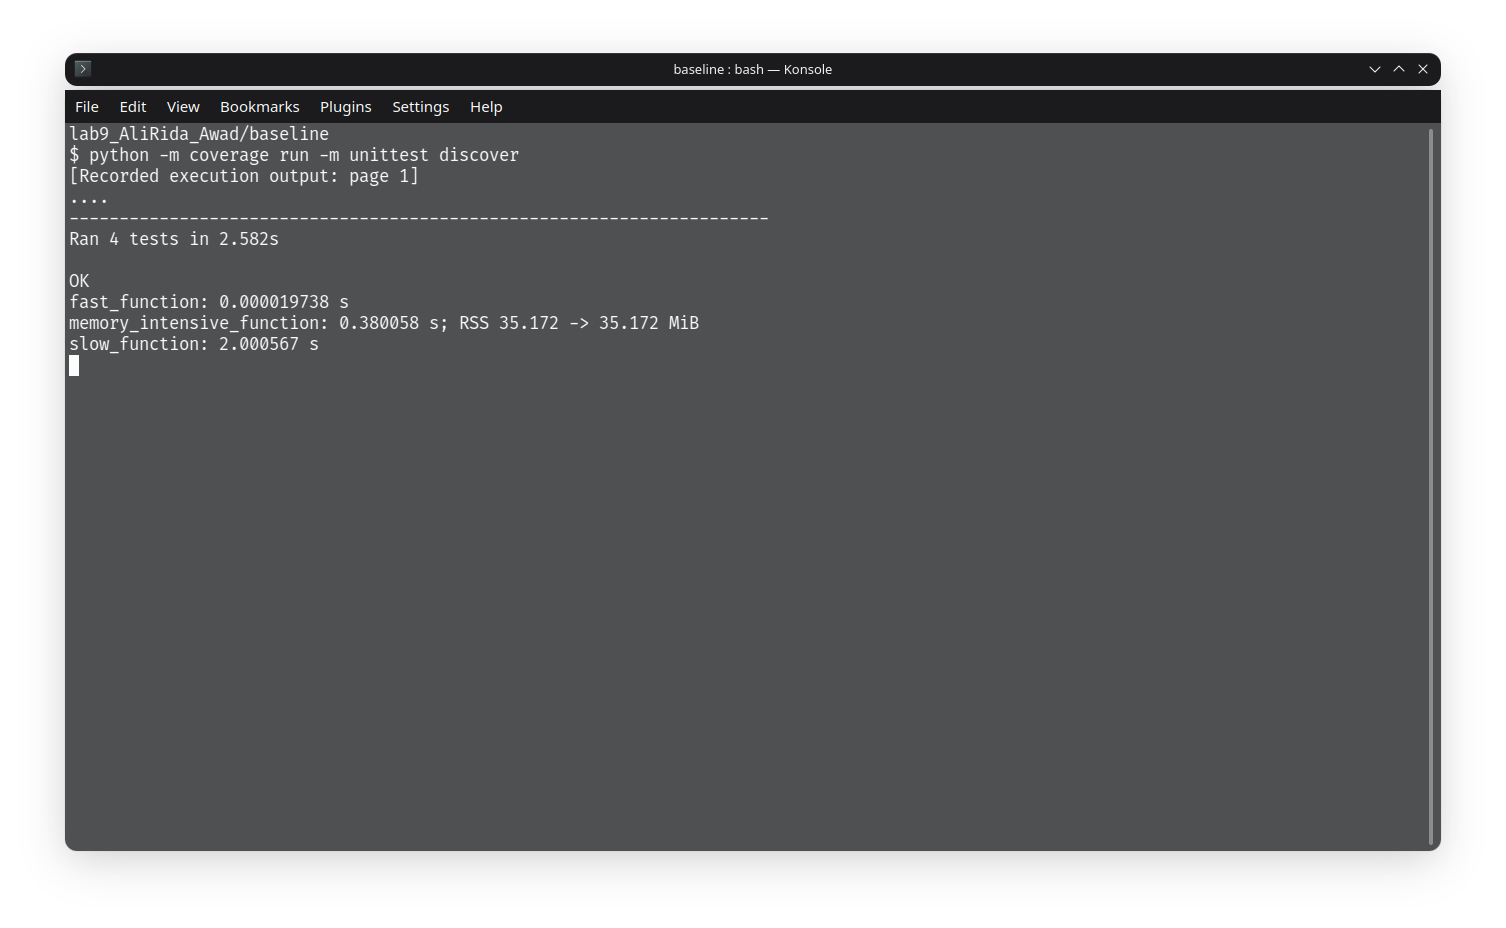 baseline : bash — Konsole
File Edit View Bookmarks Plugins Settings Help
lab9_AliRida_Awad/baseline
$ python -m coverage run -m unittest discover
[Recorded execution output: page 1]
....
----------------------------------------------------------------------
Ran 4 tests in 2.582s
OK
fast_function: 0.000019738 s
memory_intensive_function: 0.380058 s; RSS 35.172 -> 35.172 MiB
slow_function: 2.000567 s